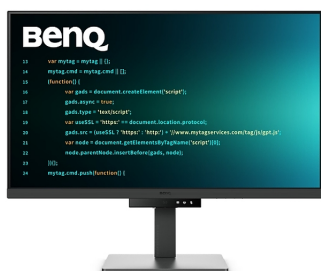 BenQ
13 var mytag = mytag || {};
14 mytag.cmd = mytag.cmd || [];
15 (function() {
16 var gads = document.createElement('script');
17 gads.async = true;
18 gads.type = 'text/script';
19 var useSSL = 'https:' == document.location.protocol;
20 gads.src = (useSSL ? 'https:' : 'http:') + '//www.mytagservices.com/tag/js/gpt.js';
21 var node = document.getElementsByTagName('script')[0];
22 node.parentNode.insertBefore(gads, node);
23 })();
24 mytag.cmd.push(function() {
BenQ